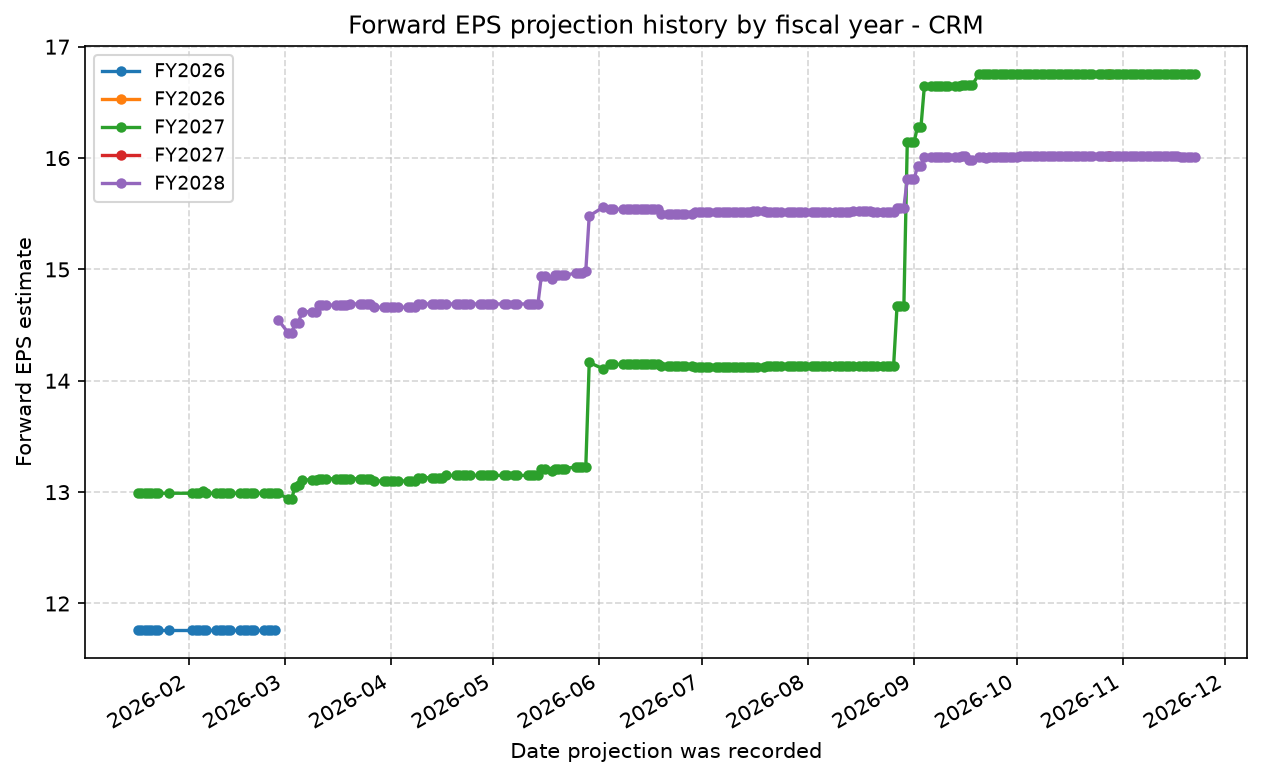 Forward EPS projection history by fiscal year - CRM
FY2026
FY2026
FY2027
FY2027
FY2028
17
16
15
14
13
12
Forward EPS estimate
2026-02
2026-03
2026-04
2026-05
2026-06
2026-07
2026-08
2026-09
2026-10
2026-11
2026-12
Date projection was recorded